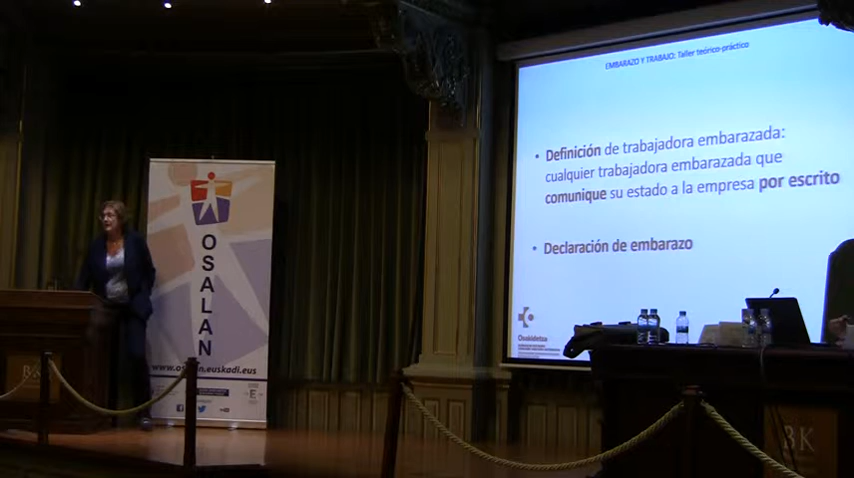 EMBARAZO Y TRABAJO: Taller teórico-práctico
• Definición de trabajadora embarazada:
cualquier trabajadora embarazada que
comunique su estado a la empresa por escrito
• Declaración de embarazo
Osakidetza
OSALAN
www.osalan.euskadi.eus
BK